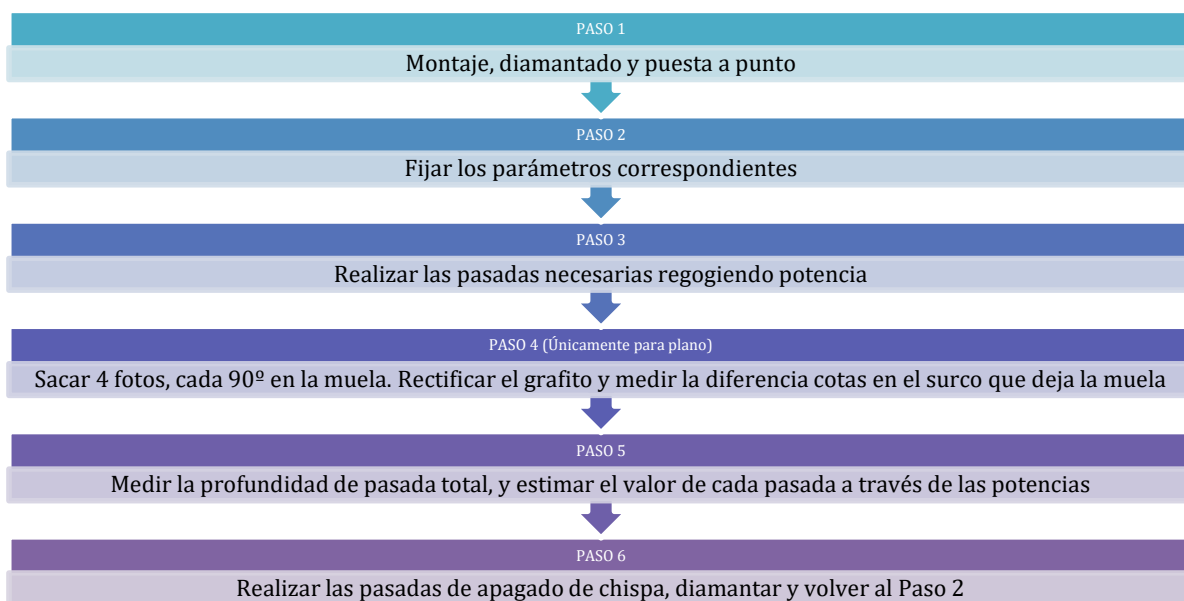 PASO 1
Montaje, diamantado y puesta a punto
PASO 2
Fijar los parámetros correspondientes
PASO 3
Realizar las pasadas necesarias regogiendo potencia
PASO 4 (Únicamente para plano)
Sacar 4 fotos, cada 90º en la muela. Rectificar el grafito y medir la diferencia cotas en el surco que deja la muela
PASO 5
Medir la profundidad de pasada total, y estimar el valor de cada pasada a través de las potencias
PASO 6
Realizar las pasadas de apagado de chispa, diamantar y volver al Paso 2